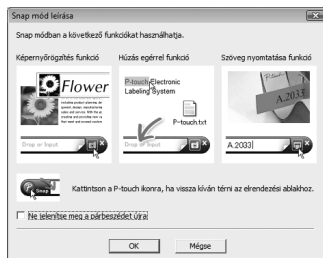 Snap mód leírása
Snap módban a következő funkciókat használhatja.
Képernyőrögzítés funkció
Húzás egérrel funkció
Szöveg nyomtatása funkció
Flower
Drop or Input
P-touch Electronic
Labeling System
P-touch.txt
Drop or Input
A.2033
A.2033
Snap
Kattintson a P-touch ikonra, ha vissza kíván térni az elrendezési ablakhoz.
Ne jelenítse meg a párbeszédet újra
OK
Mégse